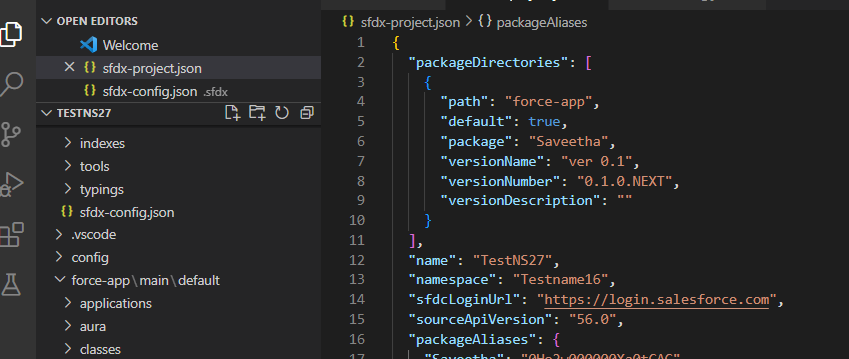 OPEN EDITORS
Welcome
sfdx-project.json
sfdx-config.json .sfdx
TESTNS27
indexes
tools
typings
sfdx-config.json
.vscode
config
force-app\main\default
applications
aura
classes
sfdx-project.json > {} packageAliases
1 {
2 "packageDirectories": [
3 {
4 "path": "force-app",
5 "default": true,
6 "package": "Saveetha",
7 "versionName": "ver 0.1",
8 "versionNumber": "0.1.0.NEXT",
9 "versionDescription": ""
10 }
11 ],
12 "name": "TestNS27",
13 "namespace": "Testname16",
14 "sfdcLoginUrl": "https://login.salesforce.com",
15 "sourceApiVersion": "56.0",
16 "packageAliases": {
17 "Saveetha":